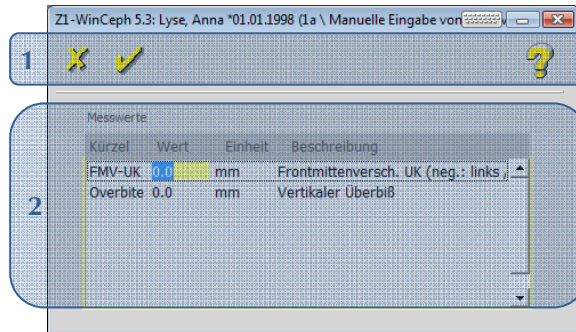 Z1-WinCeph 5.3: Lyse, Anna *01.01.1998 (1a \ Manuelle Eingabe von
1
2
Messwerte
Kürzel Wert Einheit Beschreibung
FMV-UK 0.0 mm Frontmittenversch. UK (neg.: links
Overbite 0.0 mm Vertikaler Überbiß